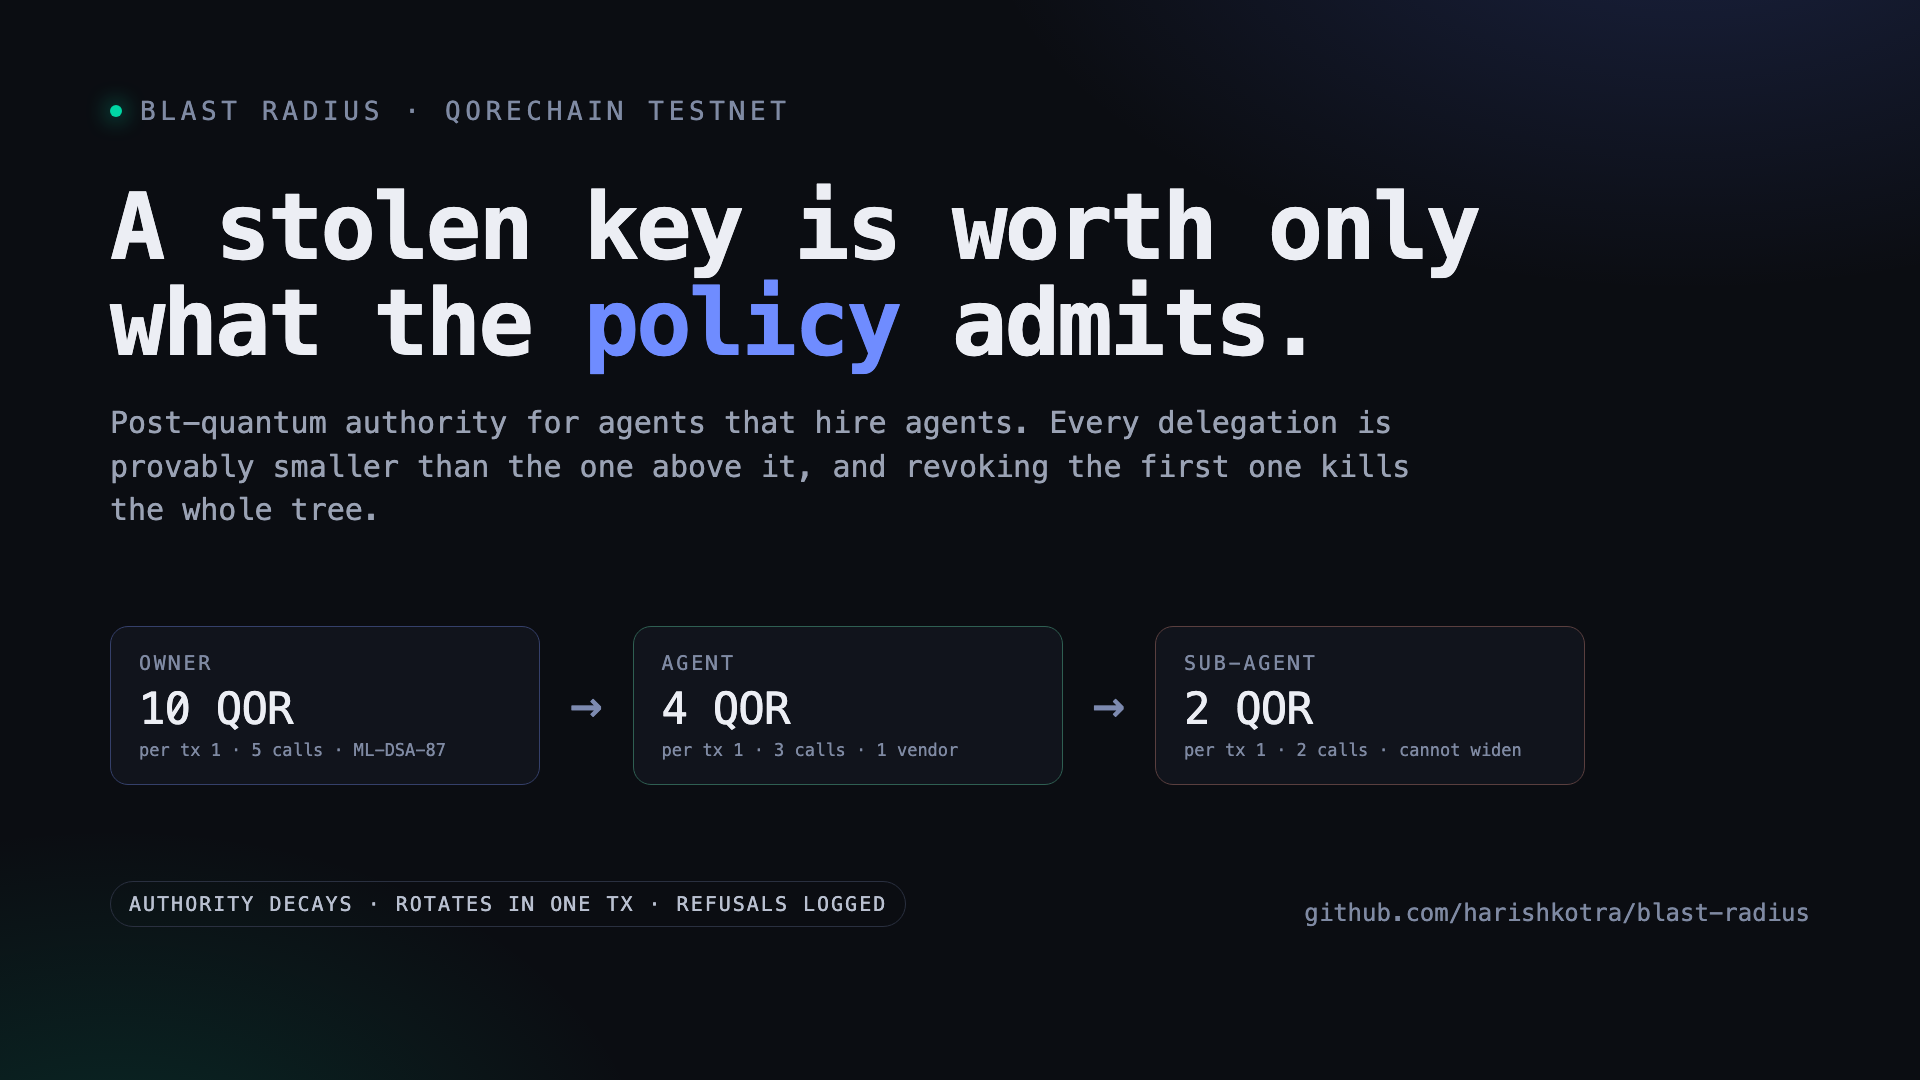 BLAST RADIUS · QORECHAIN TESTNET
A stolen key is worth only
what the policy admits.
Post-quantum authority for agents that hire agents. Every delegation is
provably smaller than the one above it, and revoking the first one kills
the whole tree.
OWNER
10 QOR
per tx 1 · 5 calls · ML-DSA-87
→
AGENT
4 QOR
per tx 1 · 3 calls · 1 vendor
→
SUB-AGENT
2 QOR
per tx 1 · 2 calls · cannot widen
AUTHORITY DECAYS · ROTATES IN ONE TX · REFUSALS LOGGED
github.com/harishkotra/blast-radius